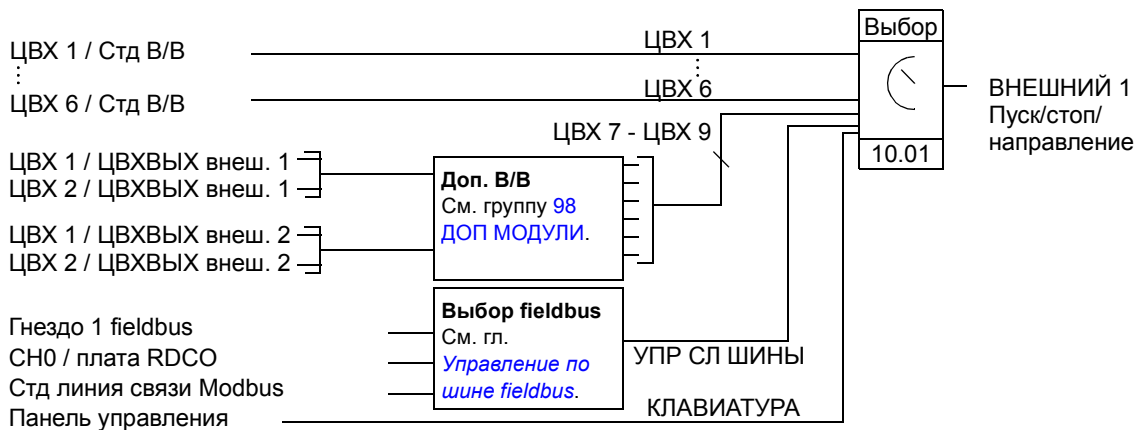 Выбор
ЦВХ 1 / Стд В/В
ЦВХ 1
ЦВХ 6 / Стд В/В
ЦВХ 6
ВНЕШНИЙ 1
Пуск/стоп/
направление
ЦВХ 7 - ЦВХ 9
10.01
ЦВХ 1 / ЦВХВЫХ внеш. 1
ЦВХ 2 / ЦВХВЫХ внеш. 1
ЦВХ 1 / ЦВХВЫХ внеш. 2
ЦВХ 2 / ЦВХВЫХ внеш. 2
Доп. В/В
См. группу 98
ДОП МОДУЛИ.
Выбор fieldbus
См. гл.
Управление по
шине fieldbus.
Гнездо 1 fieldbus
CH0 / плата RDCO
Стд линия связи Modbus
Панель управления
УПР СЛ ШИНЫ
КЛАВИАТУРА